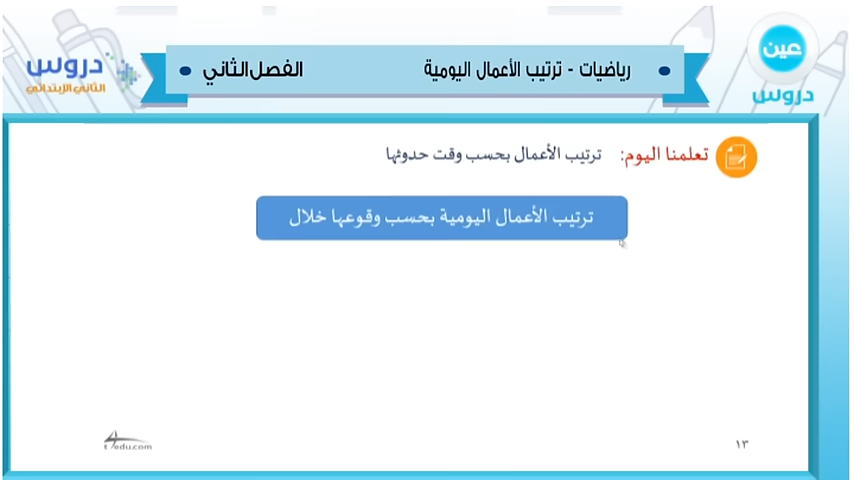 عين
دروس
رياضيات - ترتيب الأعمال اليومية
الفصل الثاني
دروس
الثاني الإبتدائي
تعلمنا اليوم: ترتيب الأعمال بحسب وقت حدوثها
ترتيب الأعمال اليومية بحسب وقوعها خلال
١٣
t4edu.com